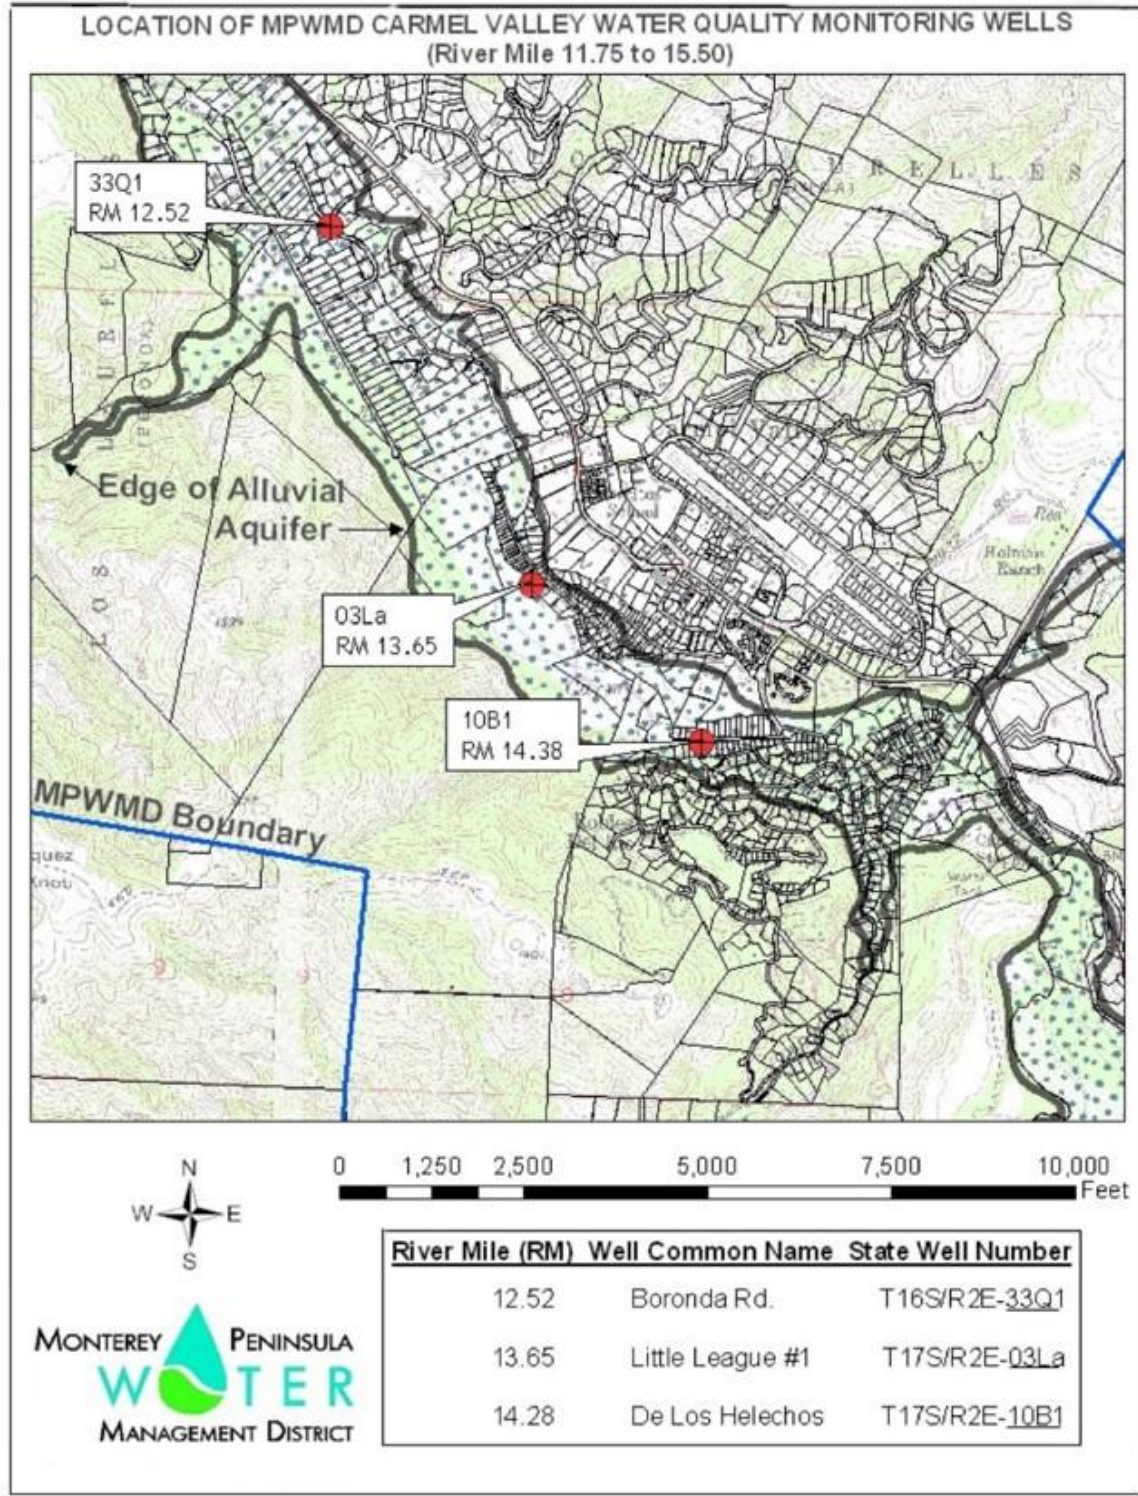 LOCATION OF MPWMD CARMEL VALLEY WATER QUALITY MONITORING WELLS
(River Mile 11.75 to 15.50)
33Q1
RM 12.52
Edge of Alluvial
Aquifer
03La
RM 13.65
Holman
Ranch
10B1
RM 14.38
MPWMD Boundary
LOS
9
N
W E
S
0 1,250 2,500 5,000 7,500 10,000
Feet
River Mile (RM) Well Common Name State Well Number
12.52 Boronda Rd. T16S/R2E-33Q1
13.65 Little League #1 T17S/R2E-03La
14.28 De Los Helechos T17S/R2E-10B1
MONTEREY PENINSULA
WATER
MANAGEMENT DISTRICT